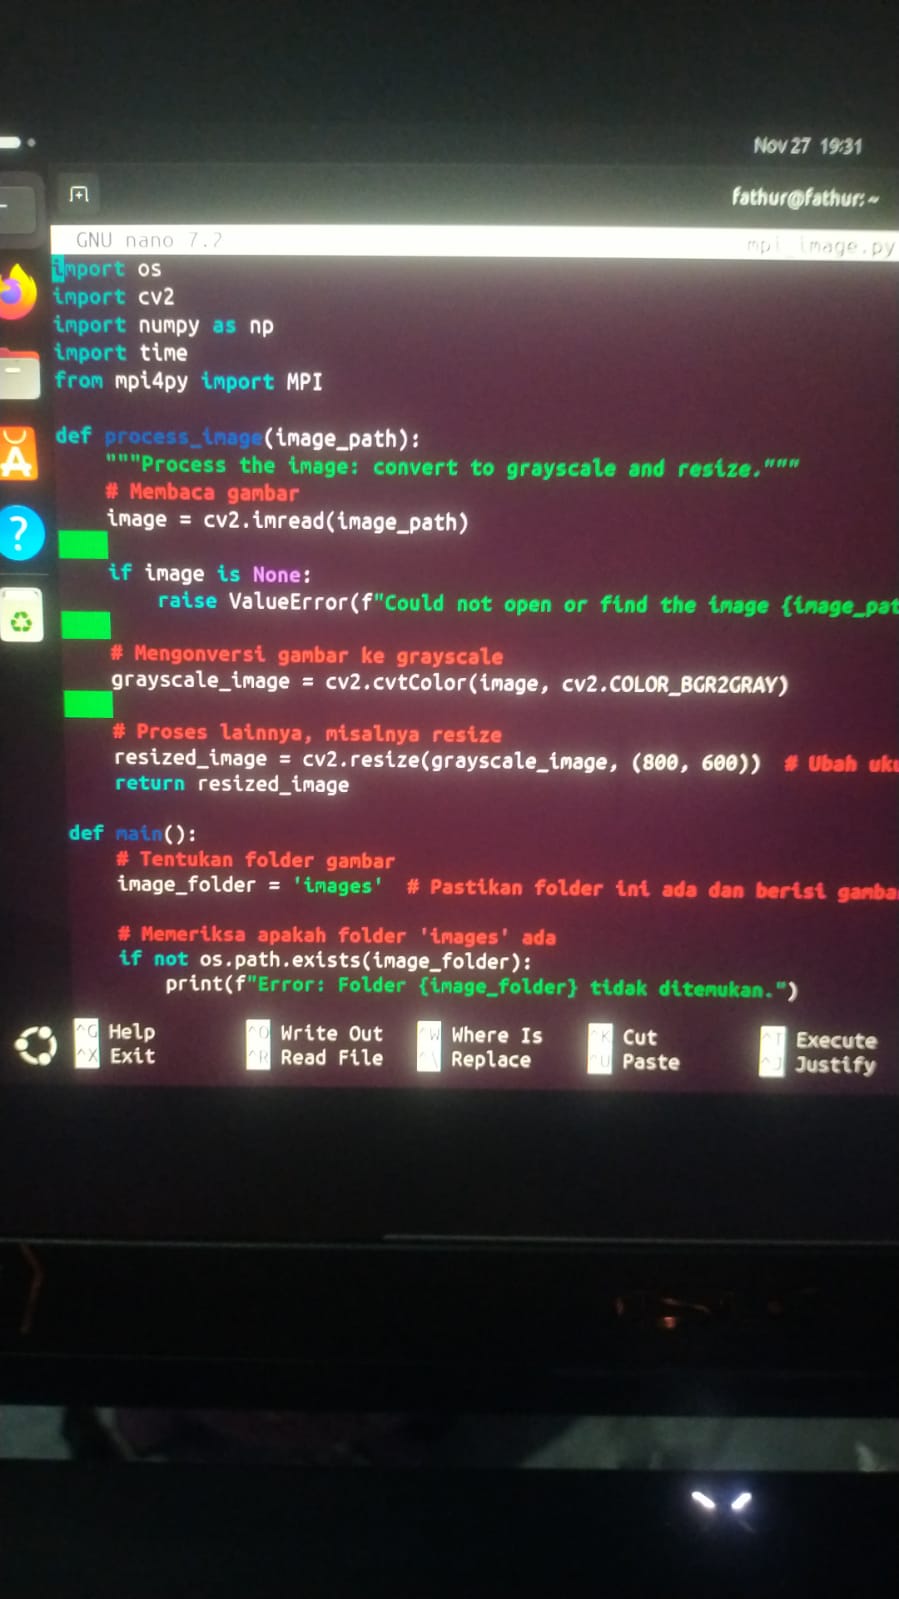 Nov 27 19:31
fathur@fathur: ~
GNU nano 7.2 mpi_image.py
import os
import cv2
import numpy as np
import time
from mpi4py import MPI
def process_image(image_path):
"""Process the image: convert to grayscale and resize."""
# Membaca gambar
image = cv2.imread(image_path)
if image is None:
raise ValueError(f"Could not open or find the image {image_pat
# Mengonversi gambar ke grayscale
grayscale_image = cv2.cvtColor(image, cv2.COLOR_BGR2GRAY)
# Proses lainnya, misalnya resize
resized_image = cv2.resize(grayscale_image, (800, 600)) # Ubah uku
return resized_image
def main():
# Tentukan folder gambar
image_folder = 'images' # Pastikan folder ini ada dan berisi gamba
# Memeriksa apakah folder 'images' ada
if not os.path.exists(image_folder):
print(f"Error: Folder {image_folder} tidak ditemukan.")
^G Help ^O Write Out ^W Where Is ^K Cut ^T Execute
^X Exit ^R Read File ^\ Replace ^U Paste ^J Justify